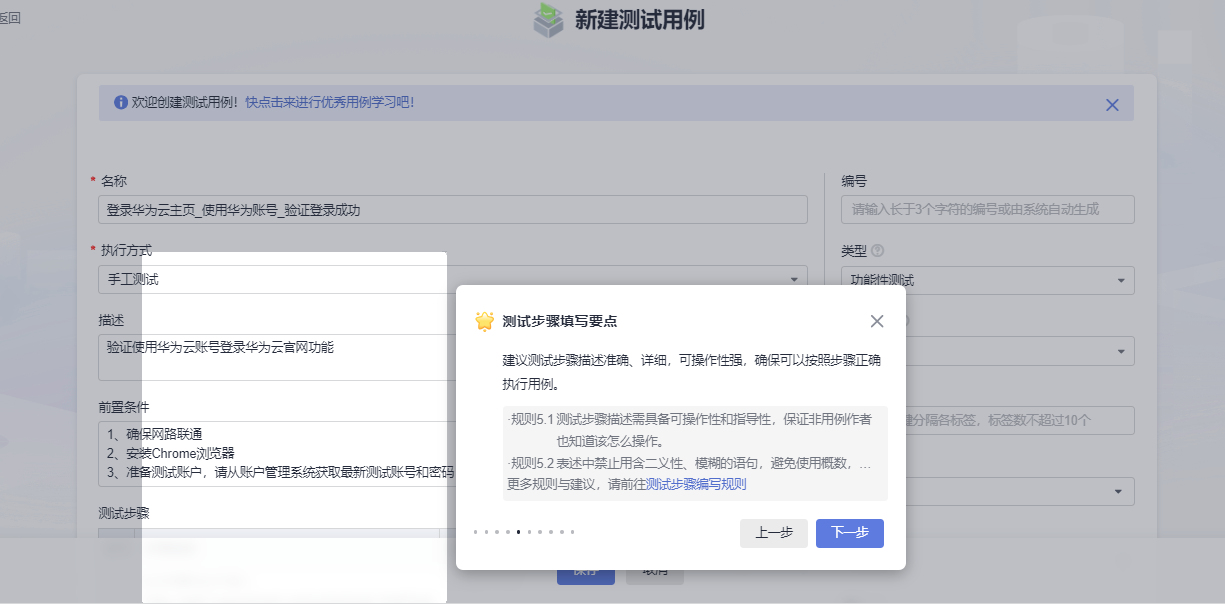 返回
新建测试用例
欢迎创建测试用例！ 快点击来进行优秀用例学习吧！
* 名称
登录华为云主页_使用华为账号_验证登录成功
编号
请输入长于3个字符的编号或由系统自动生成
* 执行方式
手工测试
类型
功能性测试
描述
验证使用华为云账号登录华为云官网功能
前置条件
1、确保网路联通
2、安装Chrome浏览器
3、准备测试账户，请从账户管理系统获取最新测试账号和密码
测试步骤
测试步骤填写要点
建议测试步骤描述准确、详细，可操作性强，确保可以按照步骤正确
执行用例。
·规则5.1 测试步骤描述需具备可操作性和指导性，保证非用例作者
也知道该怎么操作。
·规则5.2 表述中禁止用含二义性、模糊的语句，避免使用概数，…
更多规则与建议，请前往测试步骤编写规则
上一步
下一步
分隔各标签，标签数不超过10个
保存
取消